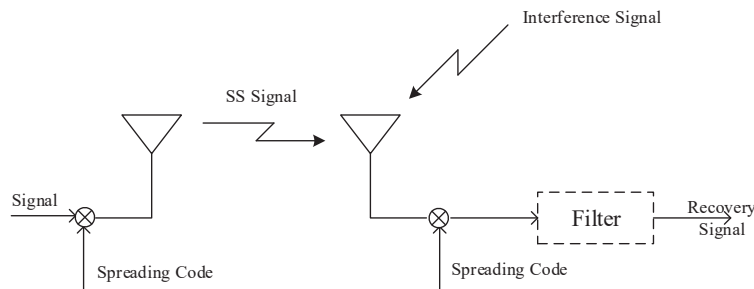 Interference Signal
SS Signal
Signal
Spreading Code
Spreading Code
Filter
Recovery
Signal